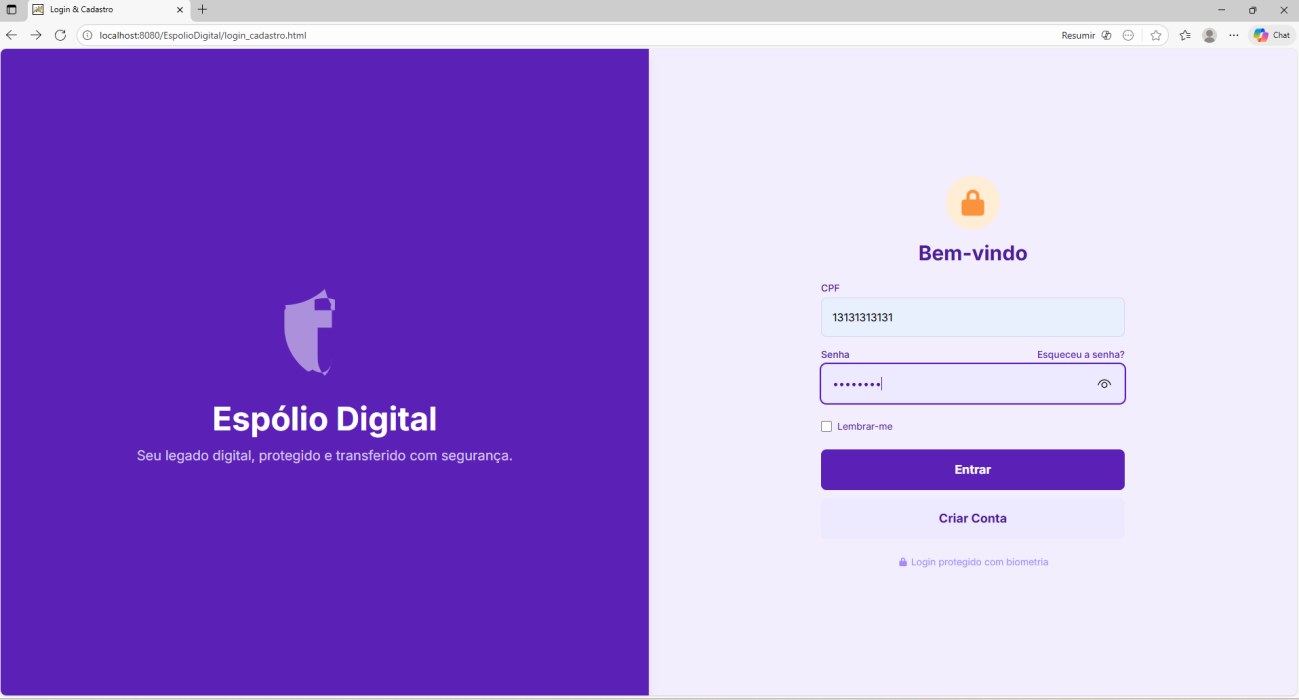 Login & Cadastro
localhost:8080/EspolioDigital/login_cadastro.html
Resumir
Chat
Espólio Digital
Seu legado digital, protegido e transferido com segurança.
Bem-vindo
CPF
13131313131
Senha
Esqueceu a senha?
••••••••
Lembrar-me
Entrar
Criar Conta
Login protegido com biometria